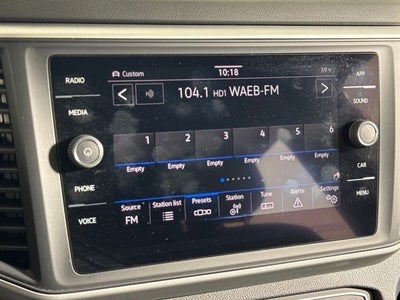 Custom 10:18 39°
RADIO APP
104.1 HD1 WAEB-FM
MEDIA SOUND
1 2 3 4 5 6
Empty Empty Empty Empty Empty Empty
PHONE CAR
Source Station list Presets Station Tune Alerts Settings
FM
VOICE MENU